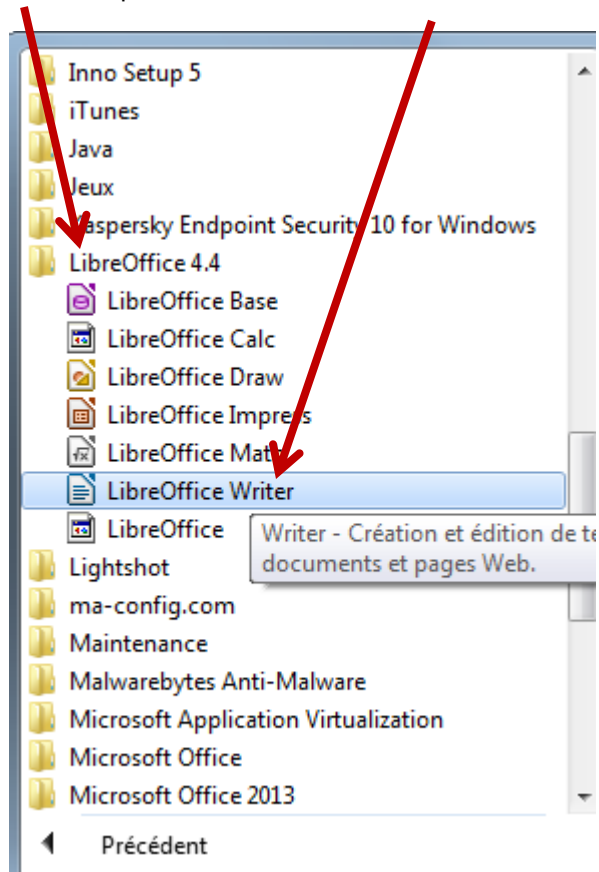 Inno Setup 5
iTunes
Java
Jeux
Kaspersky Endpoint Security 10 for Windows
LibreOffice 4.4
LibreOffice Base
LibreOffice Calc
LibreOffice Draw
LibreOffice Impress
LibreOffice Math
LibreOffice Writer
LibreOffice
Writer - Création et édition de te
documents et pages Web.
Lightshot
ma-config.com
Maintenance
Malwarebytes Anti-Malware
Microsoft Application Virtualization
Microsoft Office
Microsoft Office 2013
Précédent